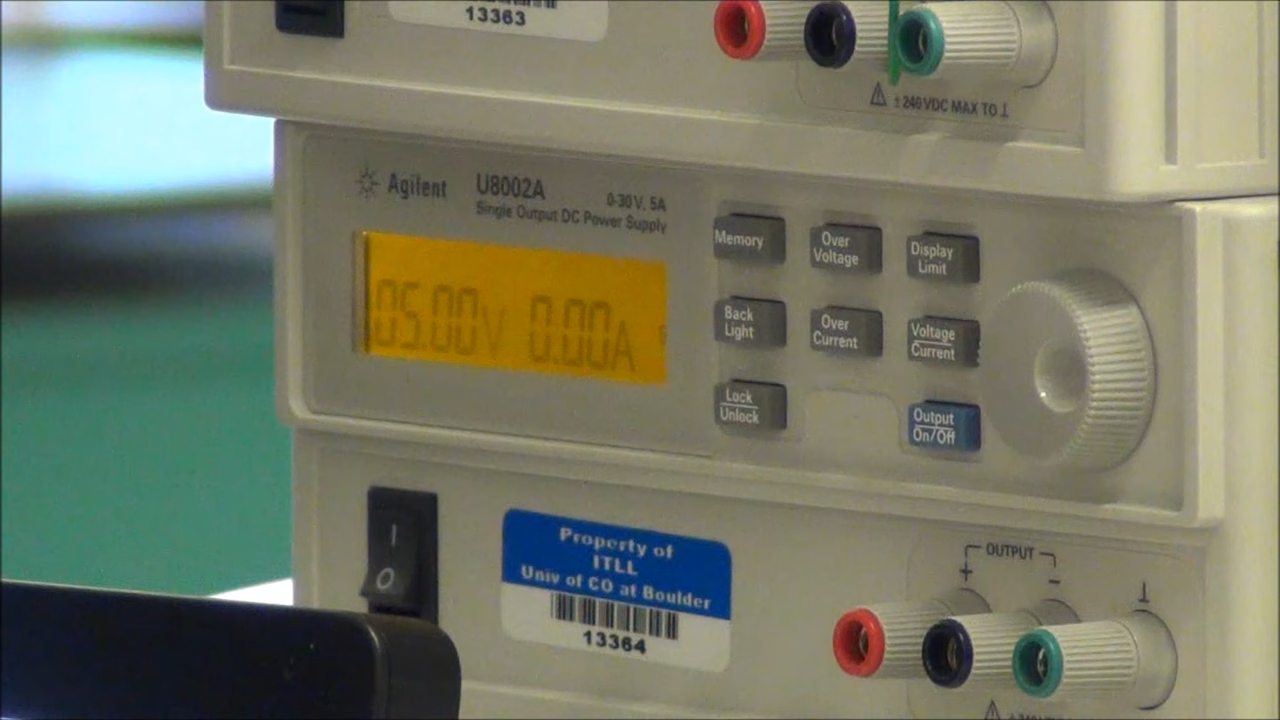 13363
± 240 VDC MAX TO ⊥
Agilent U8002A 0-30V, 5A
Single Output DC Power Supply
05.00V 0.00A
Memory
Over
Voltage
Display
Limit
Back
Light
Over
Current
Voltage
Current
Lock
Unlock
Output
On/Off
I
O
Property of
ITLL
Univ of CO at Boulder
13364
OUTPUT
+ -
⊥